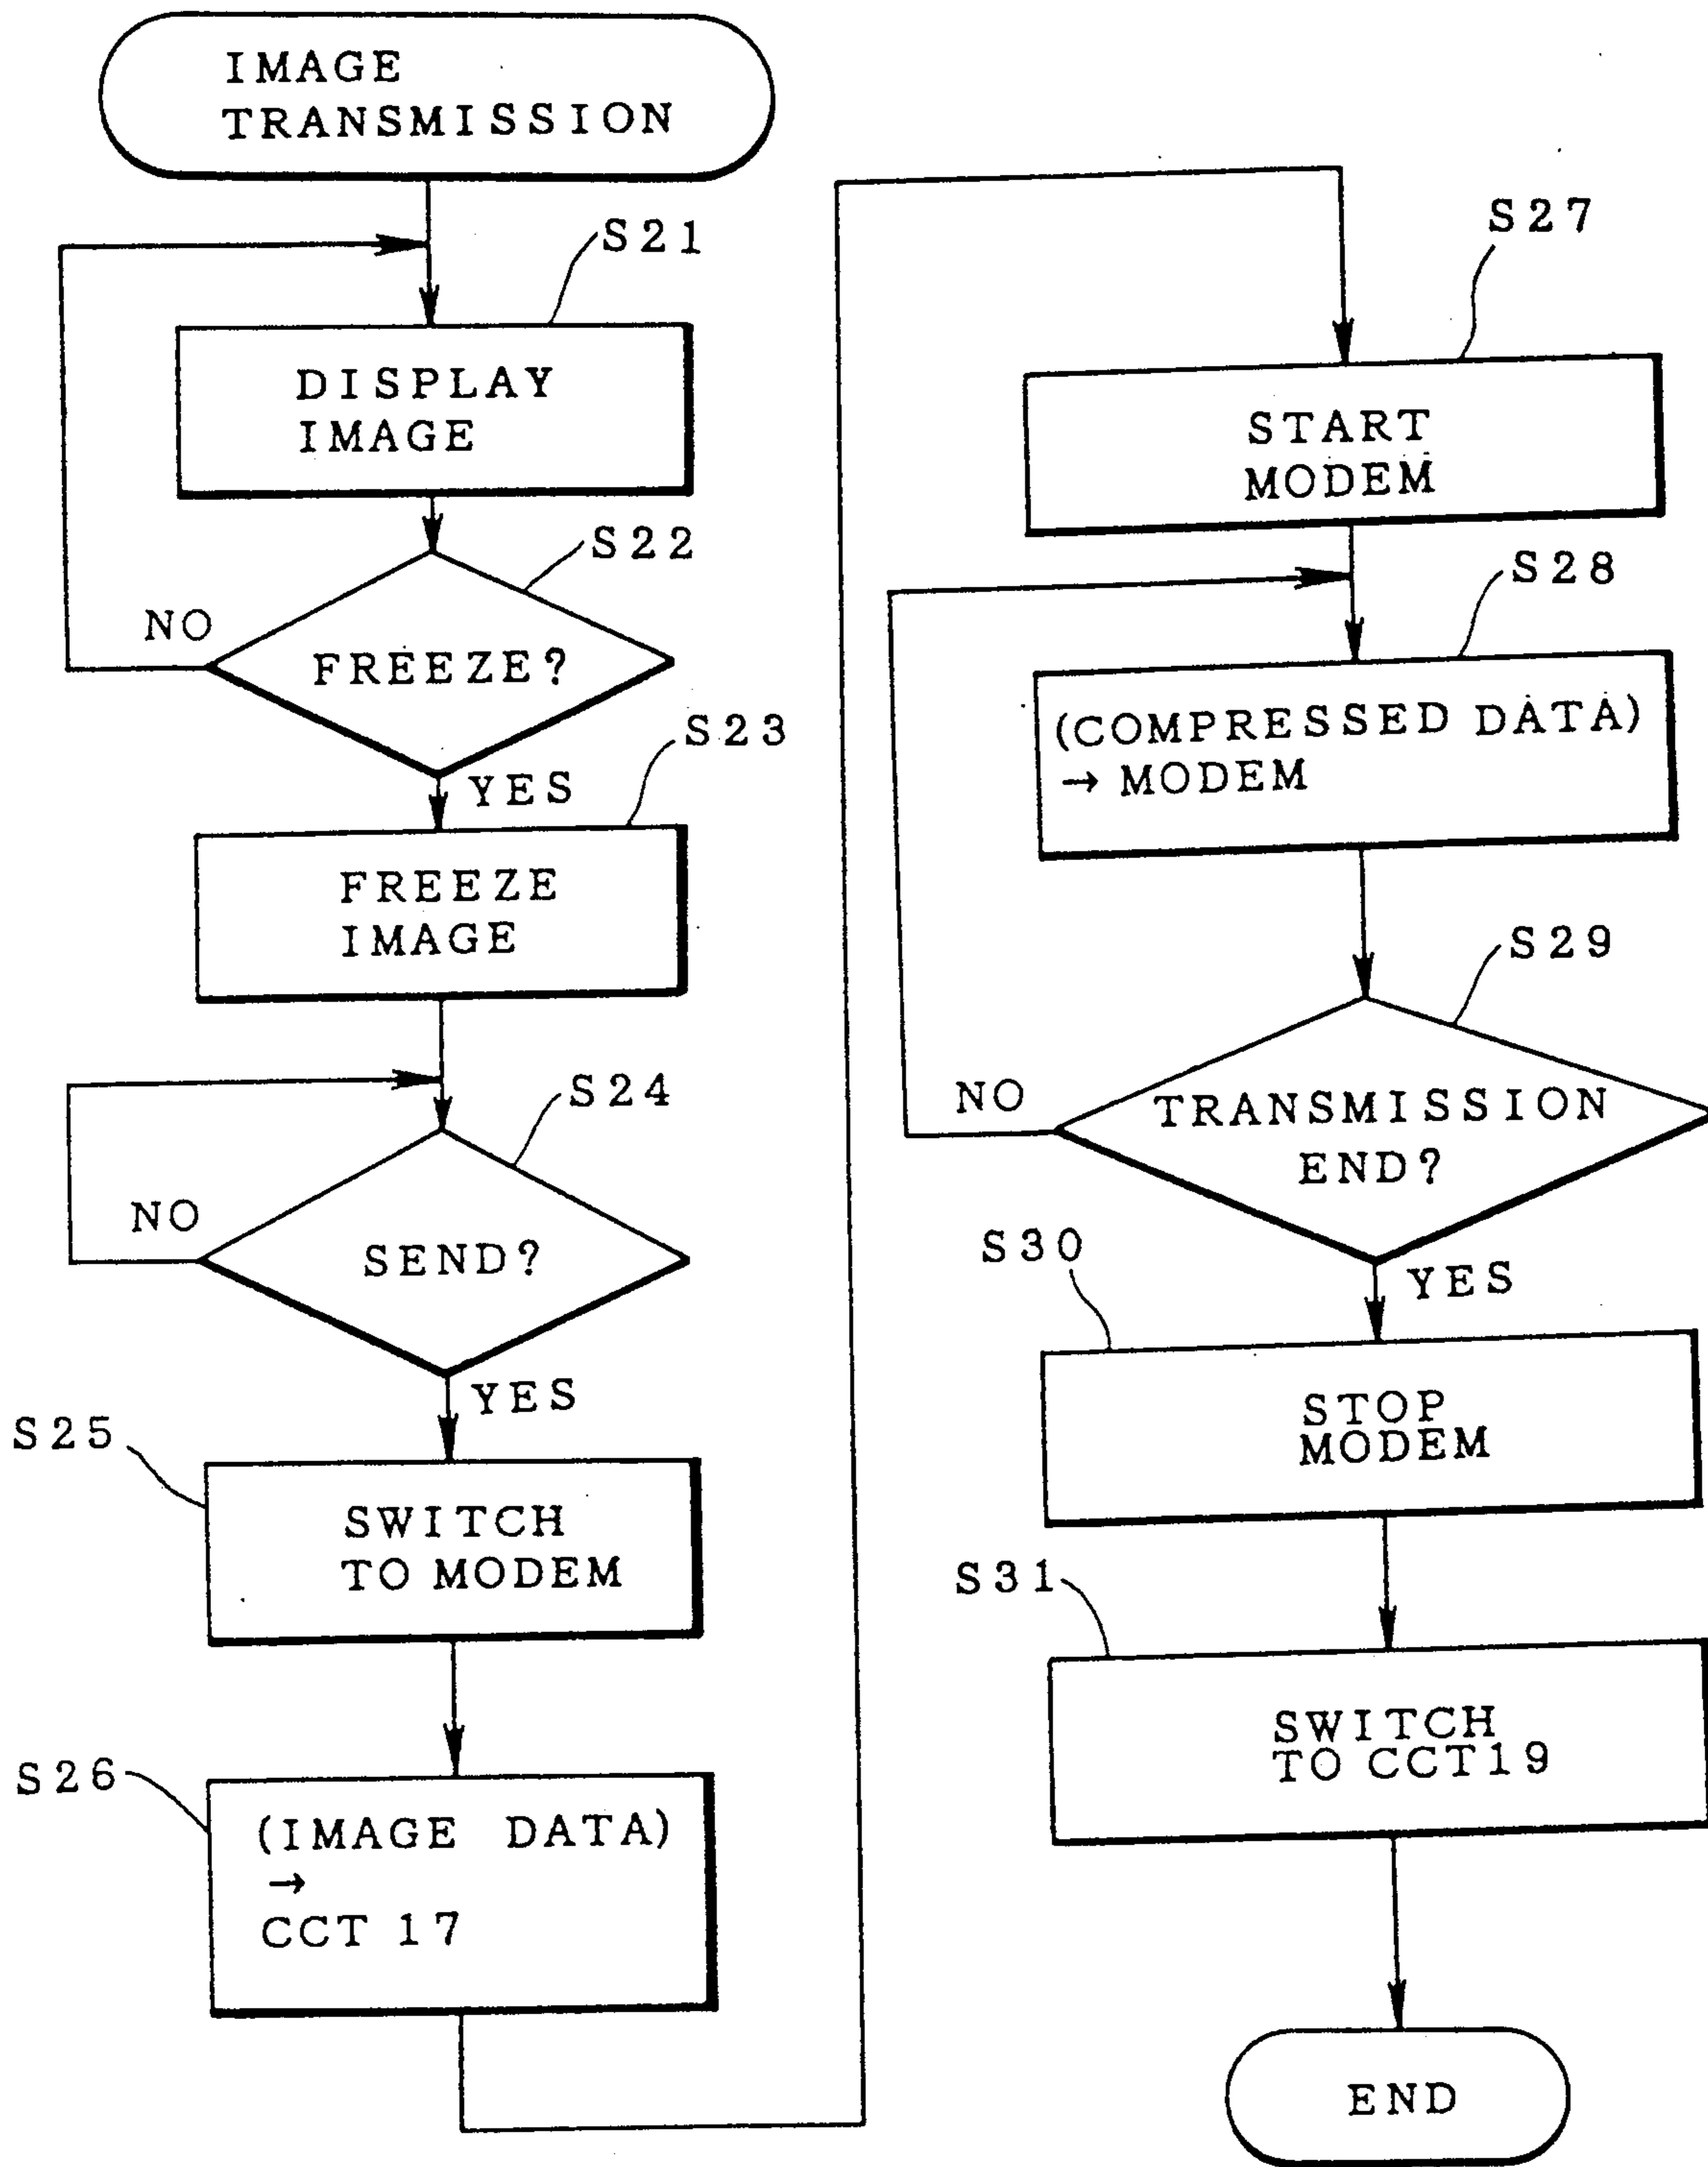 IMAGE
TRANSMISSION
S21
DISPLAY
IMAGE
S22
NO
FREEZE?
S23
YES
FREEZE
IMAGE
S24
NO
SEND?
YES
S25
SWITCH
TO MODEM
S26
(IMAGE DATA)
→
CCT 17
S27
START
MODEM
S28
(COMPRESSED DATA)
→ MODEM
S29
NO
TRANSMISSION
END?
S30
YES
STOP
MODEM
S31
SWITCH
TO CCT19
END